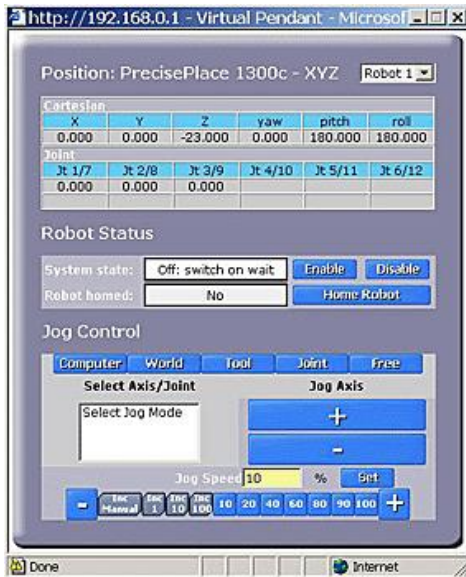 http://192.168.0.1 - Virtual Pendant - Microsof
Position: PrecisePlace 1300c - XYZ Robot 1
Cartesian
X Y Z yaw pitch roll
0.000 0.000 -23.000 0.000 180.000 180.000
Joint
Jt 1/7 Jt 2/8 Jt 3/9 Jt 4/10 Jt 5/11 Jt 6/12
0.000 0.000 0.000
Robot Status
System state: Off: switch on wait Enable Disable
Robot homed: No Home Robot
Jog Control
Computer World Tool Joint Free
Select Axis/Joint Jog Axis
Select Jog Mode +
-
Jog Speed 10 % Set
- Inc Manual Inc 1 Inc 10 Inc 100 10 20 40 60 80 90 100 +
Done Internet